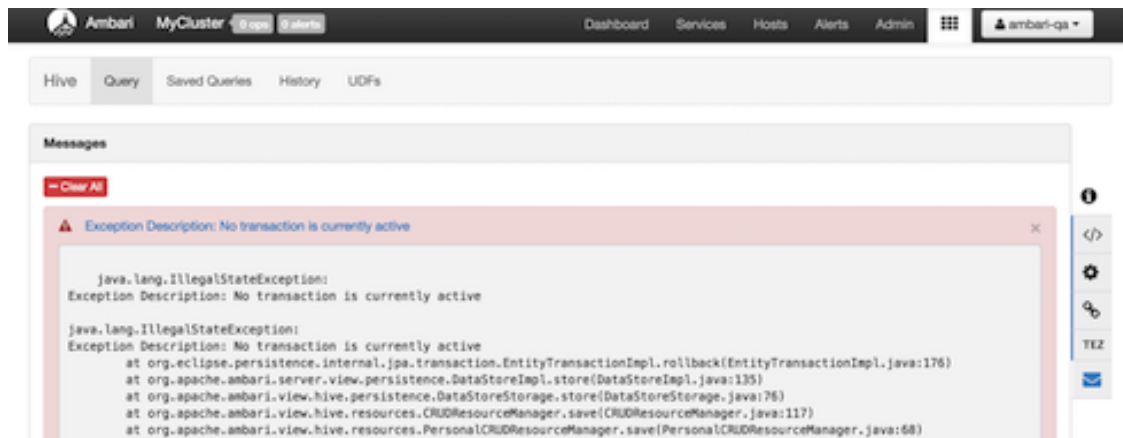 Ambari MyCluster 0 ops 0 alerts Dashboard Services Hosts Alerts Admin ambari-qa
Hive Query Saved Queries History UDFs
Messages
Clear All
Exception Description: No transaction is currently active ×
java.lang.IllegalStateException:
Exception Description: No transaction is currently active
java.lang.IllegalStateException:
Exception Description: No transaction is currently active
at org.eclipse.persistence.internal.jpa.transaction.EntityTransactionImpl.rollback(EntityTransactionImpl.java:176)
at org.apache.ambari.server.view.persistence.DataStoreImpl.store(DataStoreImpl.java:135)
at org.apache.ambari.view.hive.persistence.DataStoreStorage.store(DataStoreStorage.java:76)
at org.apache.ambari.view.hive.resources.CRUDResourceManager.save(CRUDResourceManager.java:117)
at org.apache.ambari.view.hive.resources.PersonalCRUDResourceManager.save(PersonalCRUDResourceManager.java:68)
TEZ